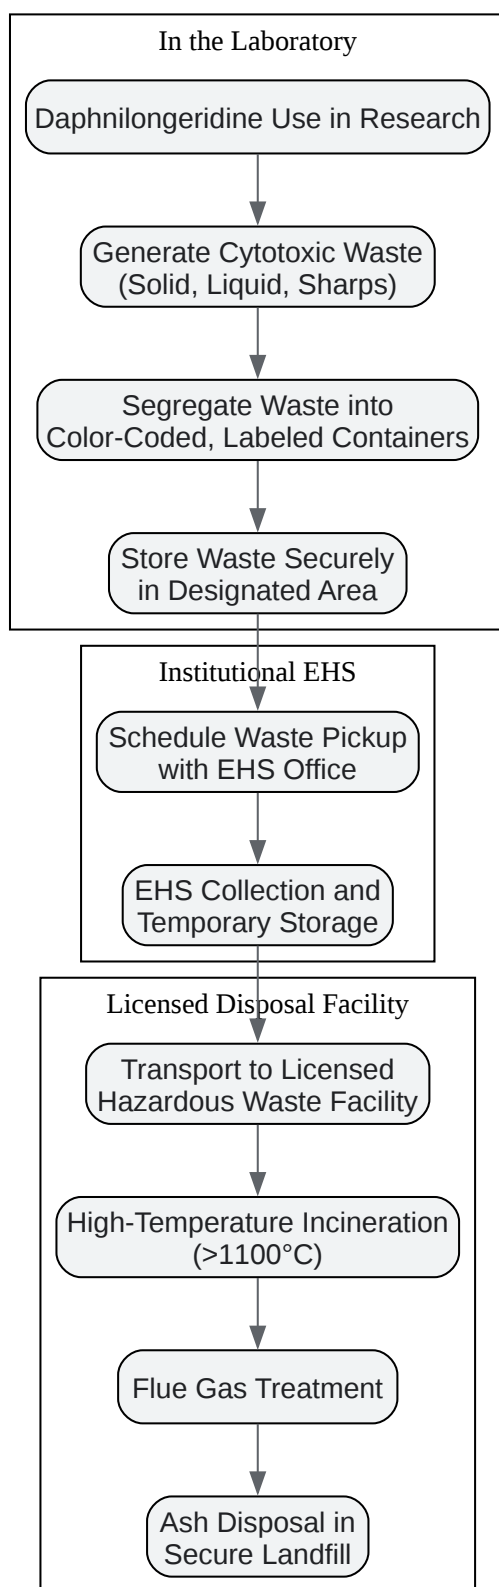 In the Laboratory
Daphnilongeridine Use in Research
Generate Cytotoxic Waste
(Solid, Liquid, Sharps)
Segregate Waste into
Color-Coded, Labeled Containers
Store Waste Securely
in Designated Area
Institutional EHS
Schedule Waste Pickup
with EHS Office
EHS Collection and
Temporary Storage
Licensed Disposal Facility
Transport to Licensed
Hazardous Waste Facility
High-Temperature Incineration
(>1100°C)
Flue Gas Treatment
Ash Disposal in
Secure Landfill